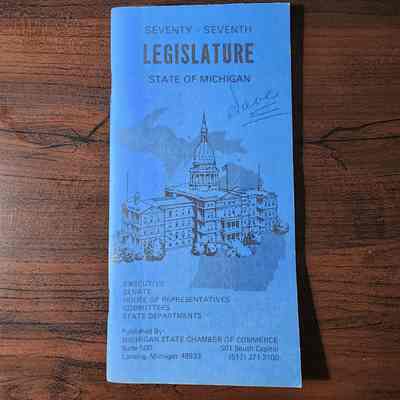 SEVENTY - SEVENTH
LEGISLATURE
STATE OF MICHIGAN
Save
EXECUTIVE
SENATE
HOUSE OF REPRESENTATIVES
COMMITTEES
STATE DEPARTMENTS
Published By:
MICHIGAN STATE CHAMBER OF COMMERCE
Suite 500 501 South Capitol
Lansing, Michigan 48933 (517) 371-2100